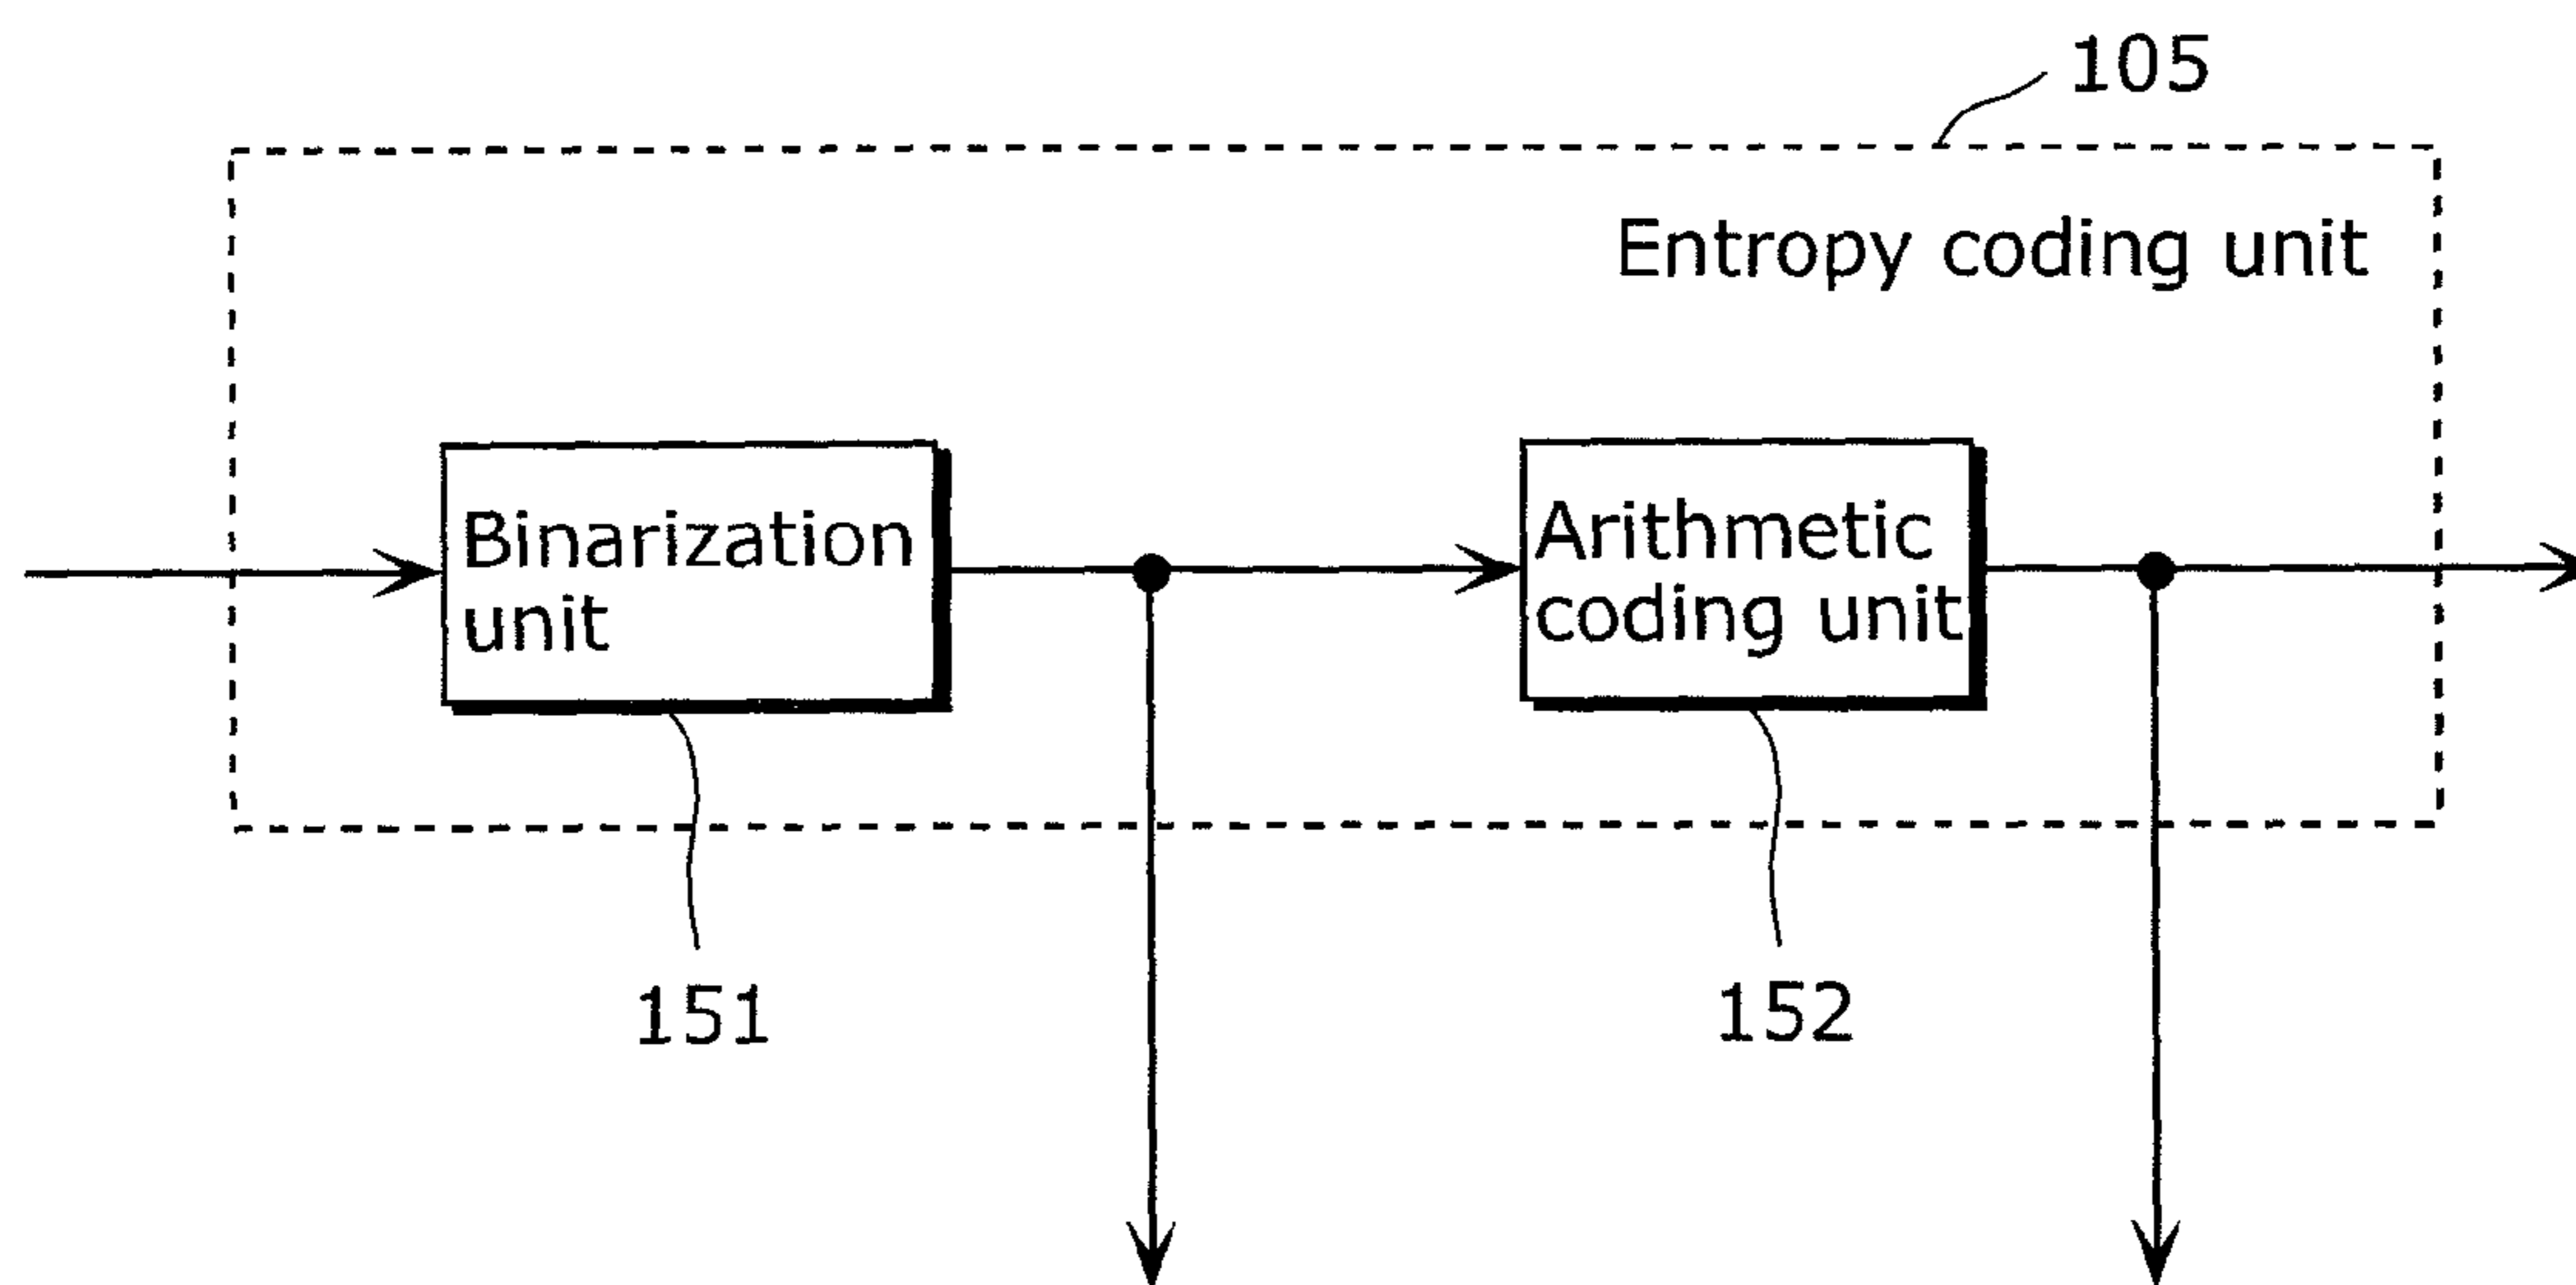 105
Entropy coding unit
Binarization
unit
Arithmetic
coding unit
151
152